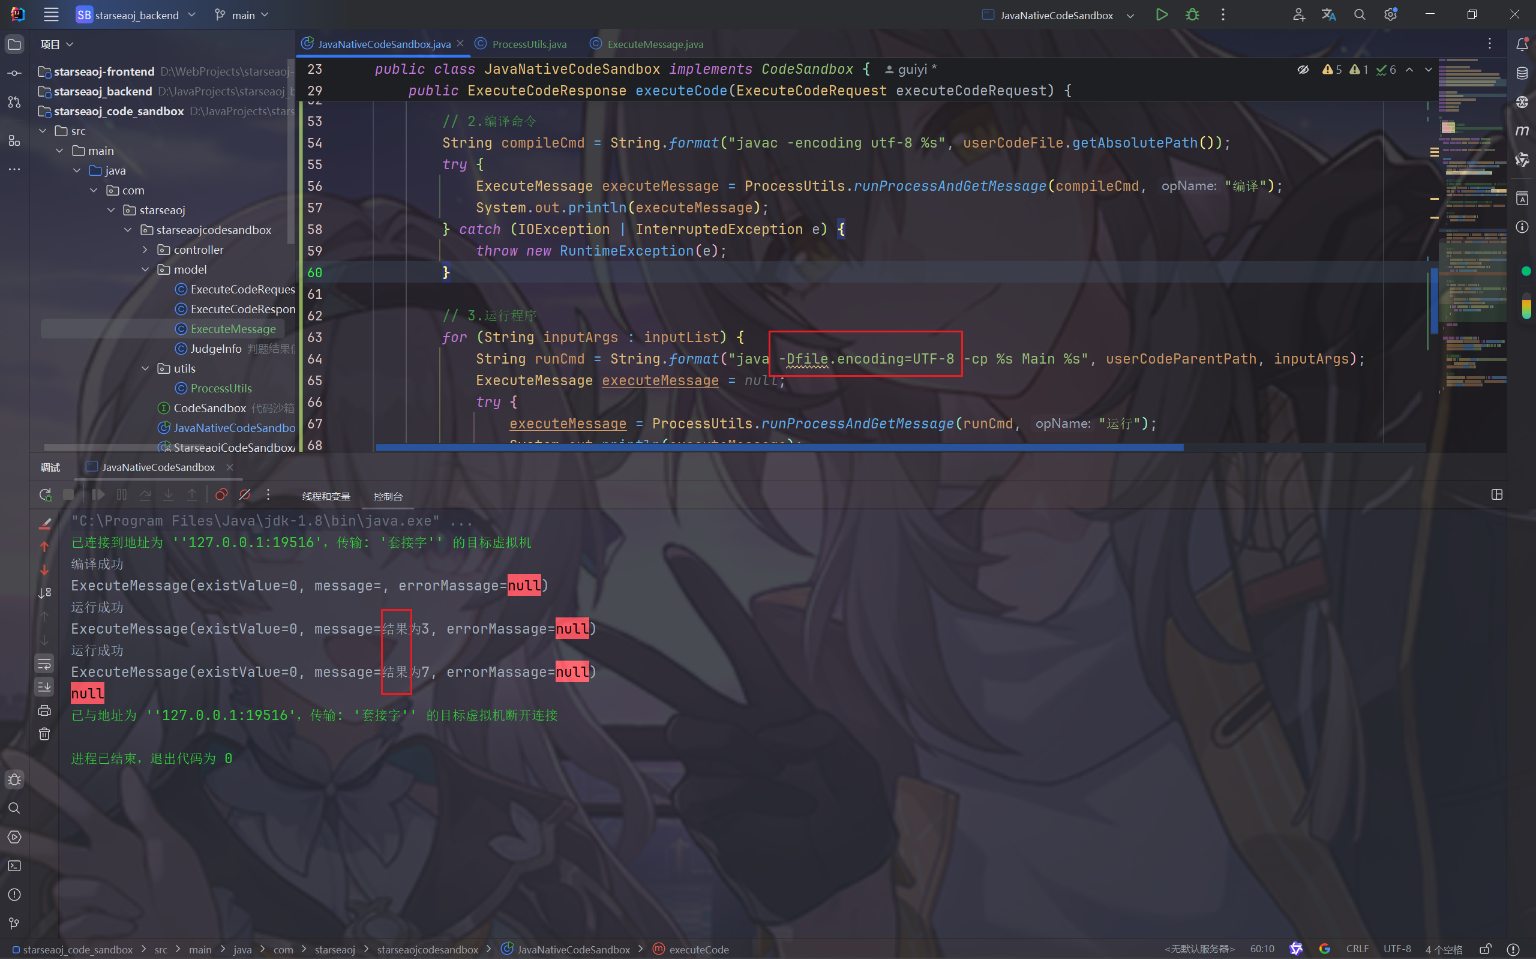 SB starseaoj_backend main JavaNativeCodeSandbox
项目
starseaoj-frontend D:\WebProjects\starseaoj-
starseaoj_backend D:\JavaProjects\starseaoj_b
starseaoj_code_sandbox D:\JavaProjects\stars
src
main
java
com
starseaoj
starseaojcodesandbox
controller
model
ExecuteCodeReques
ExecuteCodeRespon
ExecuteMessage
JudgeInfo 判题结果信
utils
ProcessUtils
CodeSandbox 代码沙箱
JavaNativeCodeSandbo
StarseaojCodeSandboxA
JavaNativeCodeSandbox.java ProcessUtils.java ExecuteMessage.java
5 1 6
23 public class JavaNativeCodeSandbox implements CodeSandbox { guiyi *
29 public ExecuteCodeResponse executeCode(ExecuteCodeRequest executeCodeRequest) {
52
53 // 2.编译命令
54 String compileCmd = String.format("javac -encoding utf-8 %s", userCodeFile.getAbsolutePath());
55 try {
56 ExecuteMessage executeMessage = ProcessUtils.runProcessAndGetMessage(compileCmd, opName: "编译");
57 System.out.println(executeMessage);
58 } catch (IOException | InterruptedException e) {
59 throw new RuntimeException(e);
60 }
61
62 // 3.运行程序
63 for (String inputArgs : inputList) {
64 String runCmd = String.format("java -Dfile.encoding=UTF-8 -cp %s Main %s", userCodeParentPath, inputArgs);
65 ExecuteMessage executeMessage = null;
66 try {
67 executeMessage = ProcessUtils.runProcessAndGetMessage(runCmd, opName: "运行");
68 System.out.println(executeMessage);
调试 JavaNativeCodeSandbox
线程和变量 控制台
"C:\Program Files\Java\jdk-1.8\bin\java.exe" ...
已连接到地址为 ''127.0.0.1:19516', 传输: '套接字'' 的目标虚拟机
编译成功
ExecuteMessage(existValue=0, message=, errorMassage=null)
运行成功
ExecuteMessage(existValue=0, message=结果为3, errorMassage=null)
运行成功
ExecuteMessage(existValue=0, message=结果为7, errorMassage=null)
null
已与地址为 ''127.0.0.1:19516', 传输: '套接字'' 的目标虚拟机断开连接
进程已结束，退出代码为 0
starseaoj_code_sandbox > src > main > java > com > starseaoj > starseaojcodesandbox > JavaNativeCodeSandbox > executeCode
<无默认服务器> 60:10 CRLF UTF-8 4 个空格